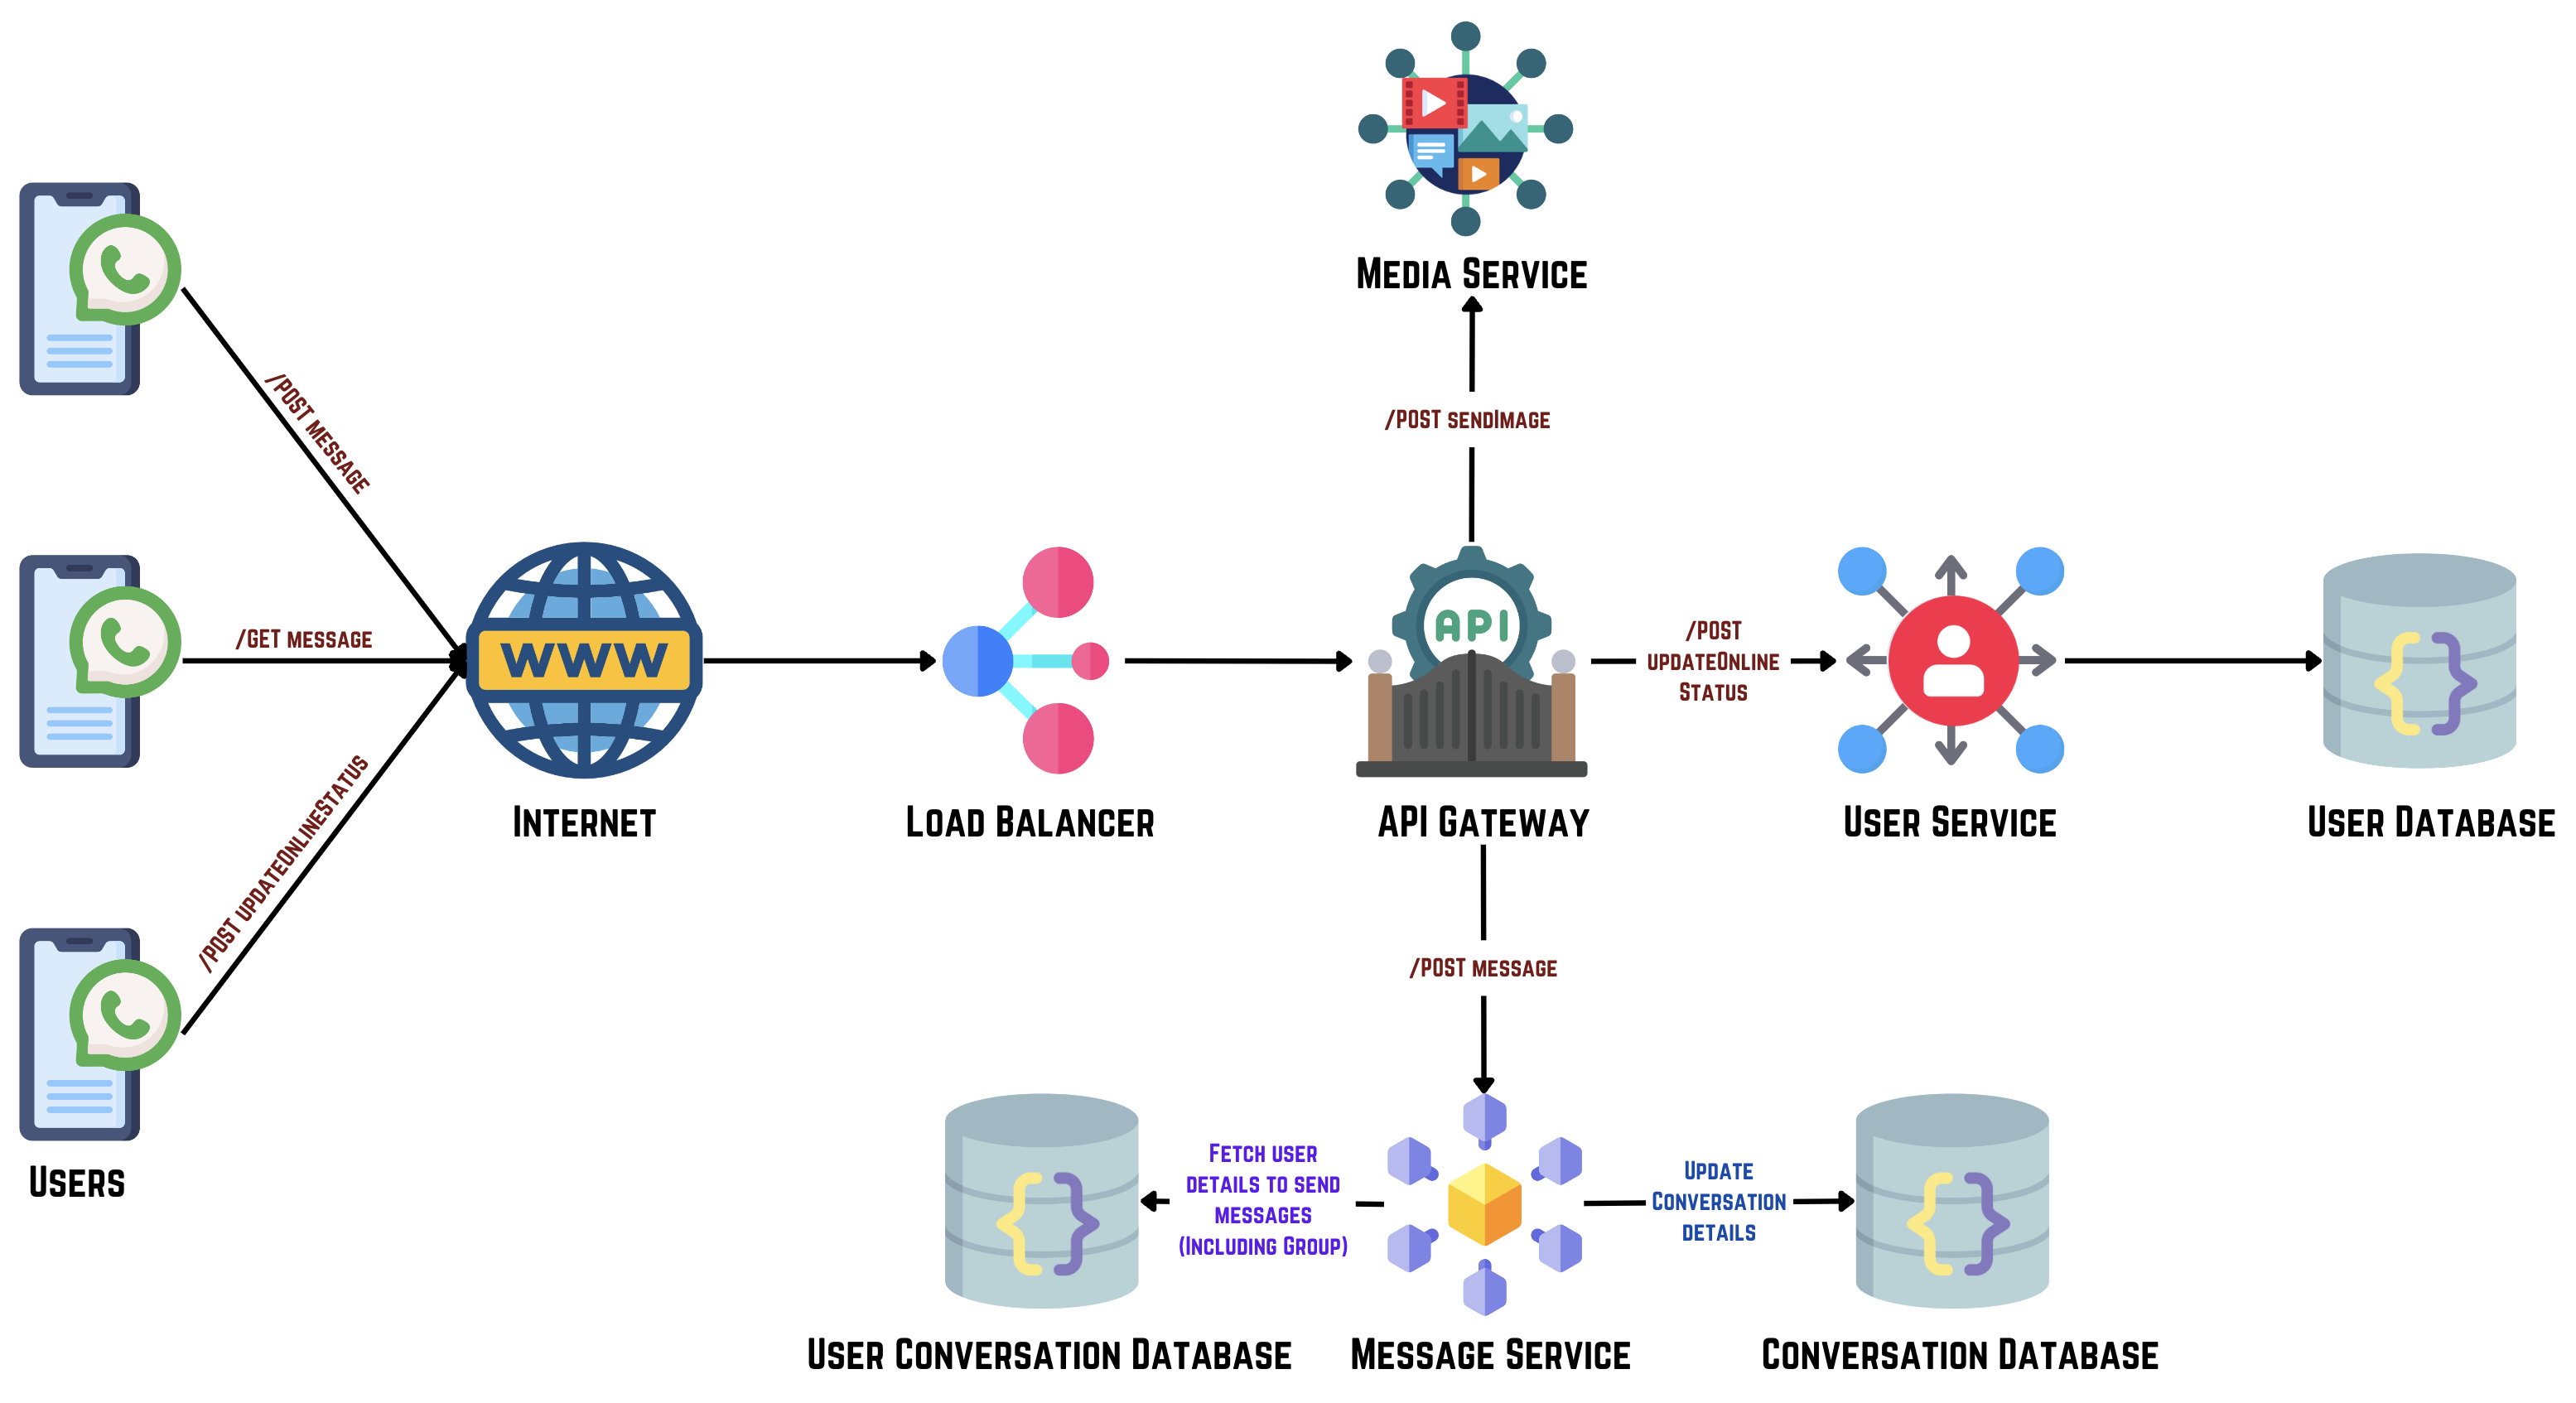 Media Service
/POST sendImage
/POST message
/GET message
/POST updateOnlineStatus
WWW
API
/POST
updateOnline
Status
Internet
Load Balancer
API Gateway
User Service
User Database
/POST message
Users
Fetch user
details to send
messages
(Including Group)
Update
Conversation
details
User Conversation Database
Message Service
Conversation Database